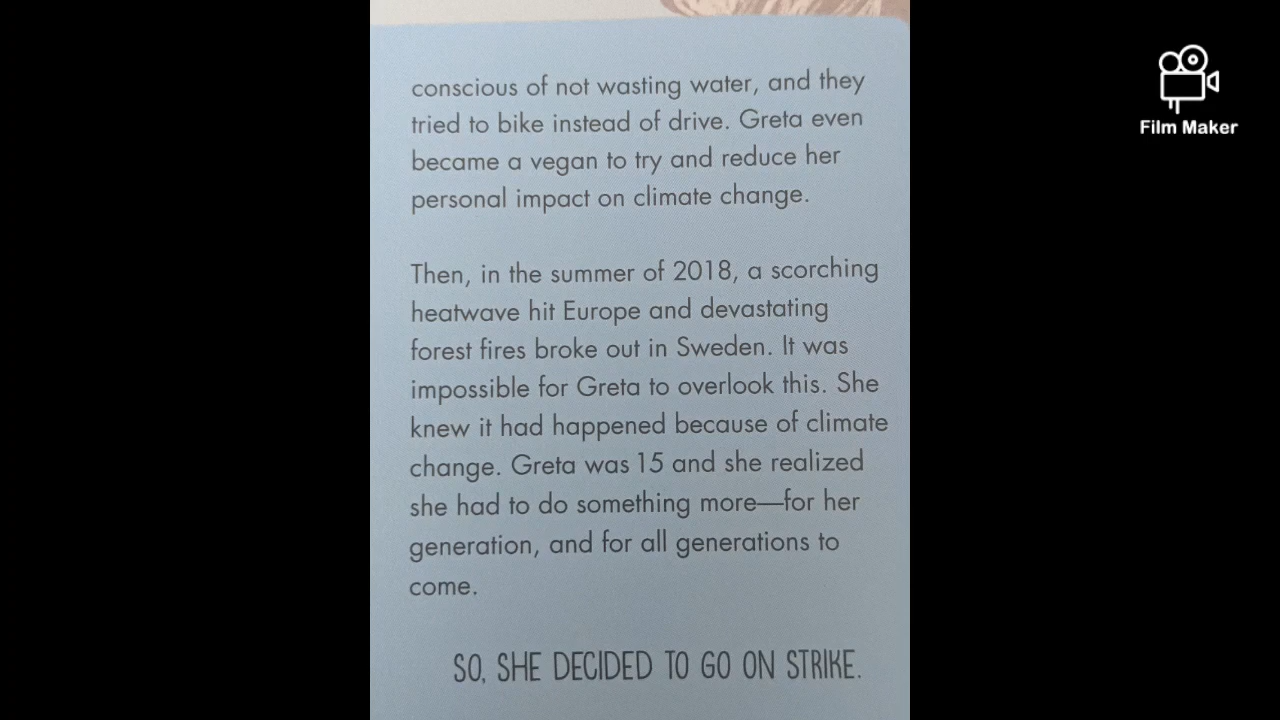 conscious of not wasting water, and they
tried to bike instead of drive. Greta even
became a vegan to try and reduce her
personal impact on climate change.
Then, in the summer of 2018, a scorching
heatwave hit Europe and devastating
forest fires broke out in Sweden. It was
impossible for Greta to overlook this. She
knew it had happened because of climate
change. Greta was 15 and she realized
she had to do something more—for her
generation, and for all generations to
come.
SO, SHE DECIDED TO GO ON STRIKE.
Film Maker